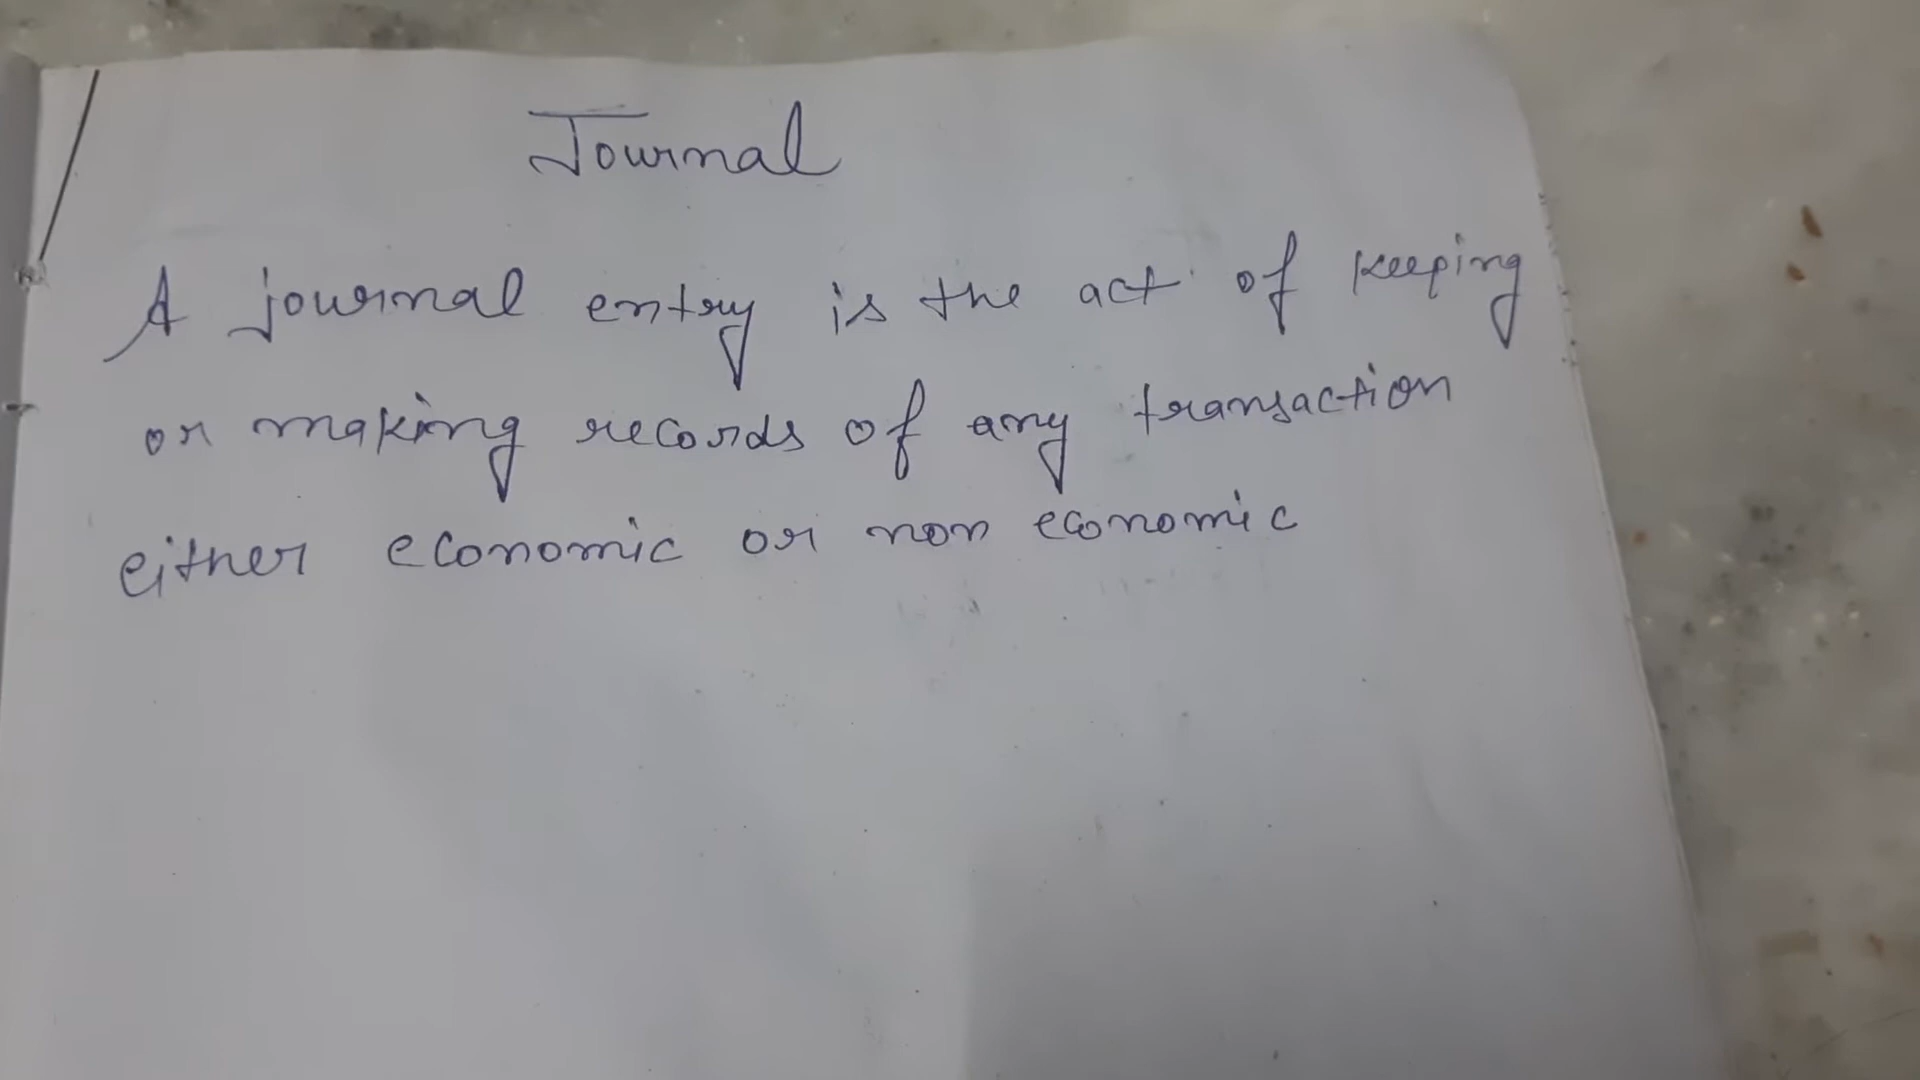 Journal
A journal entry is the act of keeping
or making records of any transaction
either economic or non economic